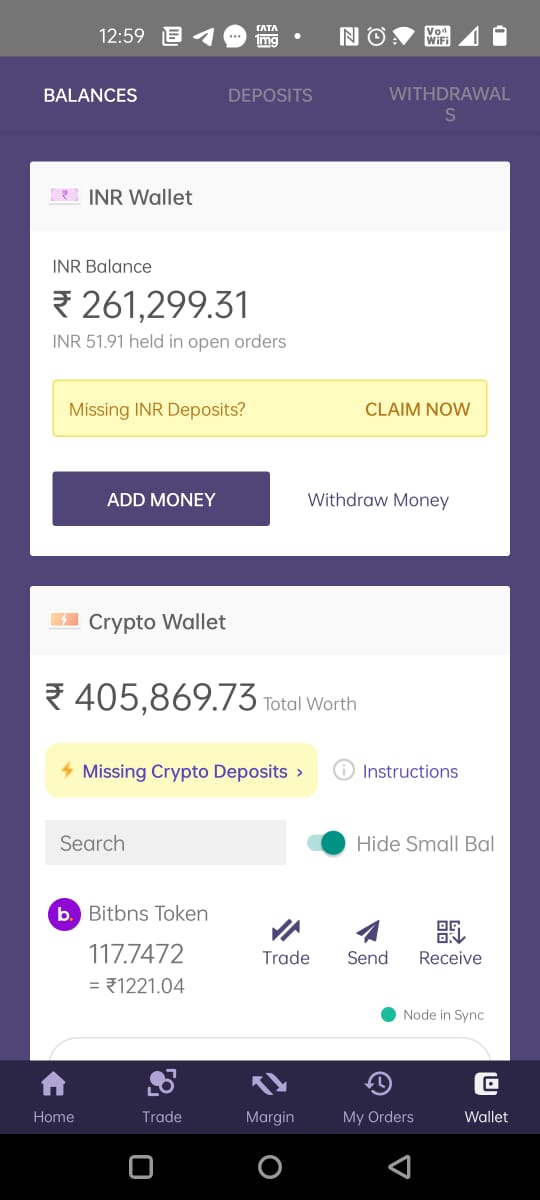 12:59
TATA
1mg
Vo
WiFi
BALANCES
DEPOSITS
WITHDRAWAL
S
₹
INR Wallet
INR Balance
₹ 261,299.31
INR 51.91 held in open orders
Missing INR Deposits?
CLAIM NOW
ADD MONEY
Withdraw Money
Crypto Wallet
₹ 405,869.73 Total Worth
Missing Crypto Deposits ›
Instructions
Search
Hide Small Bal
b.
Bitbns Token
117.7472
= ₹1221.04
Trade
Send
Receive
Node in Sync
Home
Trade
Margin
My Orders
Wallet